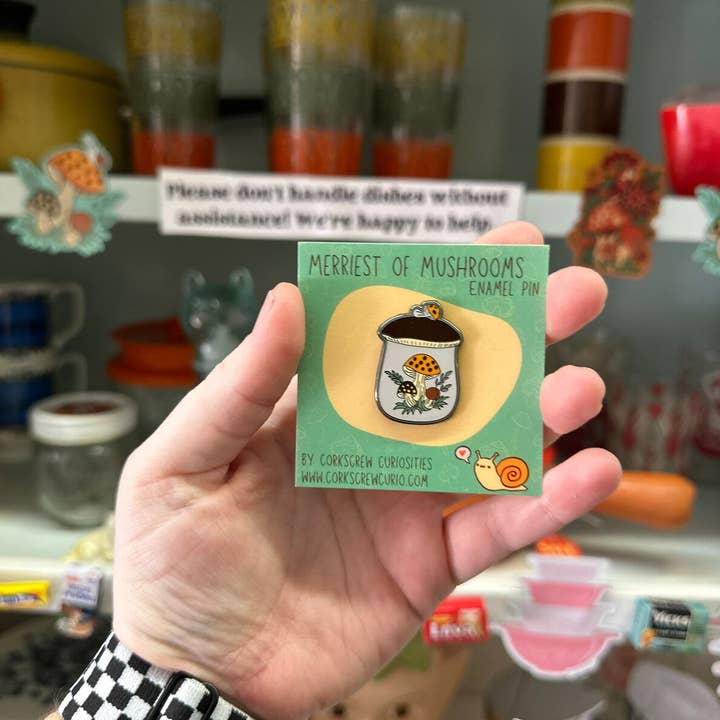 Please don't handle dishes without
assistance! We're happy to help.
MERRIEST OF MUSHROOMS
ENAMEL PIN
BY CORKSCREW CURIOSITIES
WWW.CORKSCREWCURIO.COM
VICKS